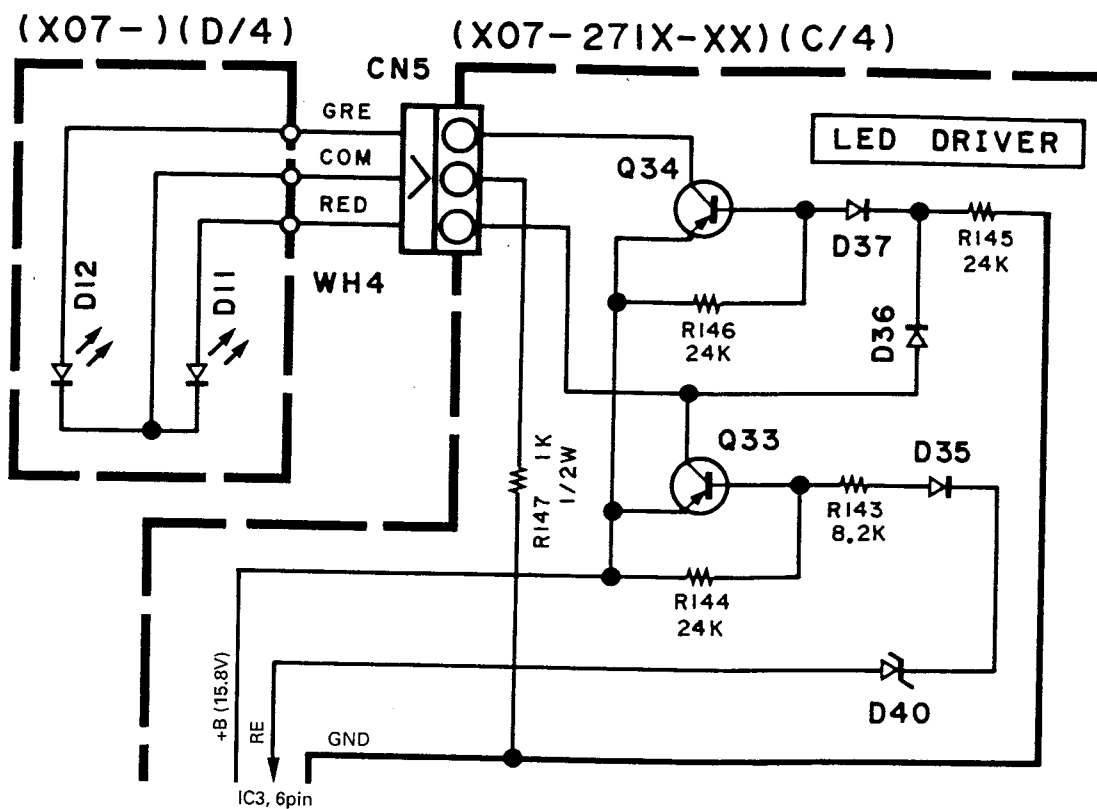 (X07-)(D/4)
(X07-271X-XX)(C/4)
CN5
GRE
COM
RED
WH4
D12
D11
LED DRIVER
Q34
D37
R145
24K
R146
24K
D36
Q33
D35
R147 1K
1/2W
R143
8.2K
R144
24K
D40
+B (15.8V)
RE
GND
IC3, 6pin